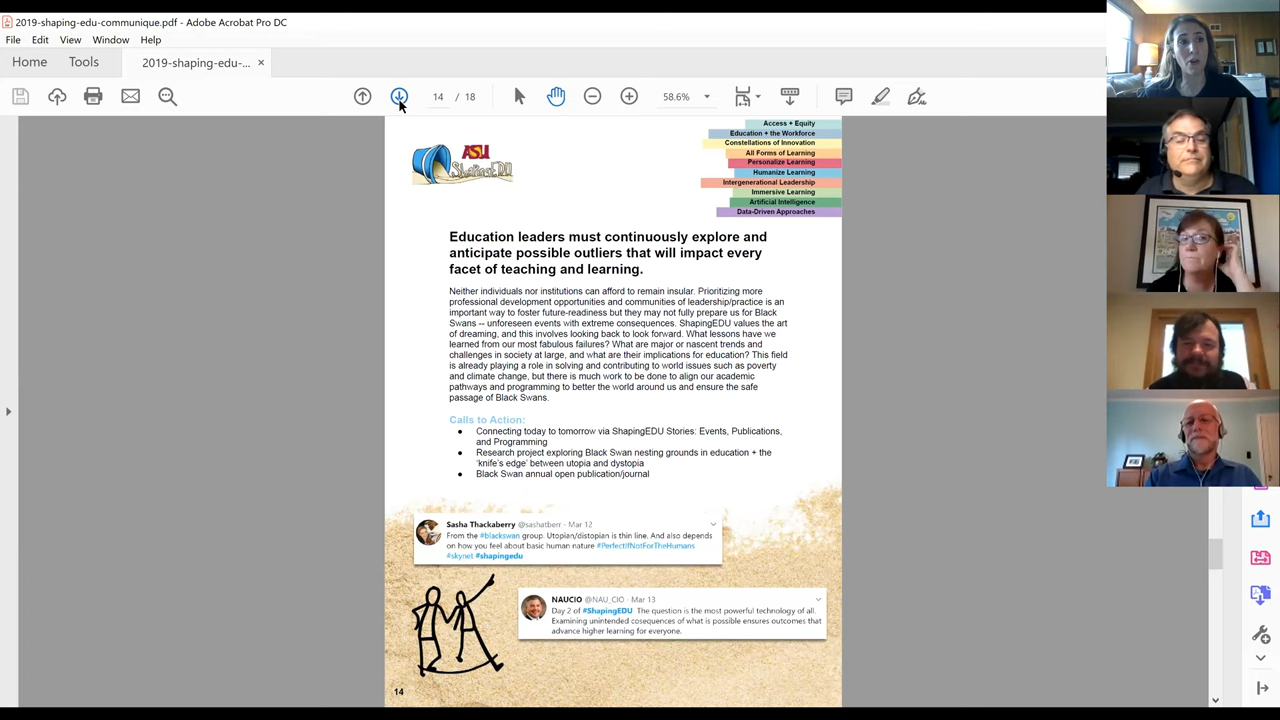 2019-shaping-edu-communique.pdf - Adobe Acrobat Pro DC
File Edit View Window Help
Home Tools 2019-shaping-edu-... ×
14 / 18 58.6%
Access + Equity
Education + the Workforce
Constellations of Innovation
All Forms of Learning
Personalize Learning
Humanize Learning
Intergenerational Leadership
Immersive Learning
Artificial Intelligence
Data-Driven Approaches
ASU
ShapingEDU
Education leaders must continuously explore and
anticipate possible outliers that will impact every
facet of teaching and learning.
Neither individuals nor institutions can afford to remain insular. Prioritizing more
professional development opportunities and communities of leadership/practice is an
important way to foster future-readiness but they may not fully prepare us for Black
Swans -- unforeseen events with extreme consequences. ShapingEDU values the art
of dreaming, and this involves looking back to look forward. What lessons have we
learned from our most fabulous failures? What are major or nascent trends and
challenges in society at large, and what are their implications for education? This field
is already playing a role in solving and contributing to world issues such as poverty
and climate change, but there is much work to be done to align our academic
pathways and programming to better the world around us and ensure the safe
passage of Black Swans.
Calls to Action:
● Connecting today to tomorrow via ShapingEDU Stories: Events, Publications,
and Programming
● Research project exploring Black Swan nesting grounds in education + the
‘knife's edge’ between utopia and dystopia
● Black Swan annual open publication/journal
Sasha Thackaberry @sashatberr · Mar 12
From the #blackswan group. Utopian/distopian is thin line. And also depends
on how you feel about basic human nature #PerfectIfNotForTheHumans
#skynet #shapingedu
NAUCIO @NAU_CIO · Mar 13
Day 2 of #ShapingEDU The question is the most powerful technology of all.
Examining unintended cosequences of what is possible ensures outcomes that
advance higher learning for everyone.
14